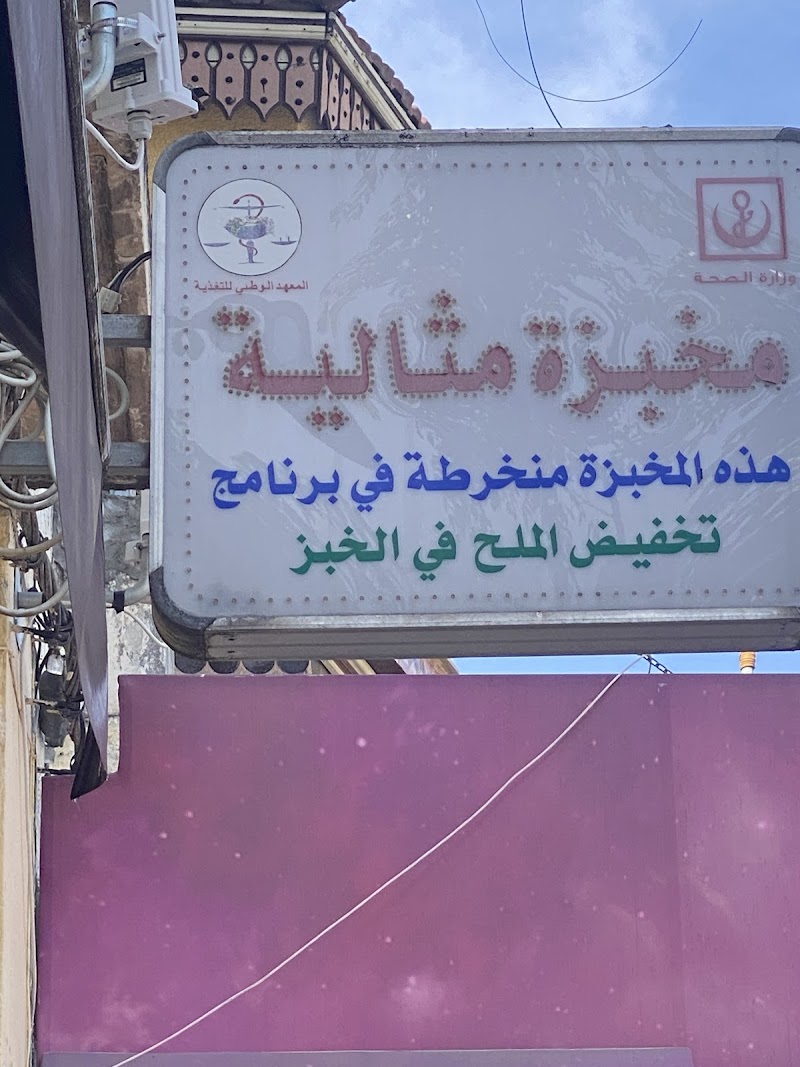 وزارة الصحة
المعهد الوطني للتغذية
مخبزة مثالية
هذه المخبزة منخرطة في برنامج
تخفيض الملح في الخبز